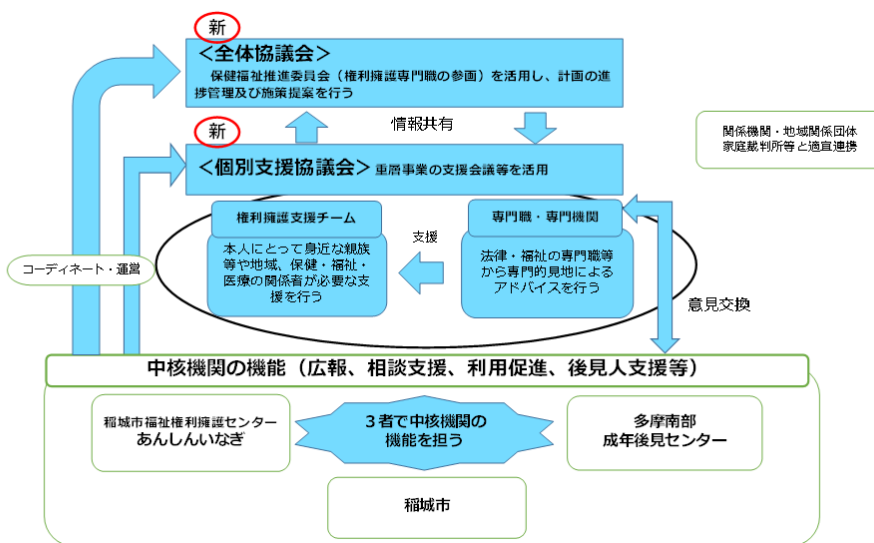 新
＜全体協議会＞
保健福祉推進委員会（権利擁護専門職の参画）を活用し、計画の進
捗管理及び施策提案を行う
新
情報共有
関係機関・地域関係団体
家庭裁判所等と適宜連携
＜個別支援協議会＞ 重層事業の支援会議等を活用
権利擁護支援チーム
本人にとって身近な親族
等や地域、保健・福祉・
医療の関係者が必要な支
援を行う
支援
専門職・専門機関
法律・福祉の専門職等
から専門的見地による
アドバイスを行う
コーディネート・運営
意見交換
中核機関の機能（広報、相談支援、利用促進、後見人支援等）
稲城市福祉権利擁護センター
あんしんいなぎ
３者で中核機関の
機能を担う
多摩南部
成年後見センター
稲城市